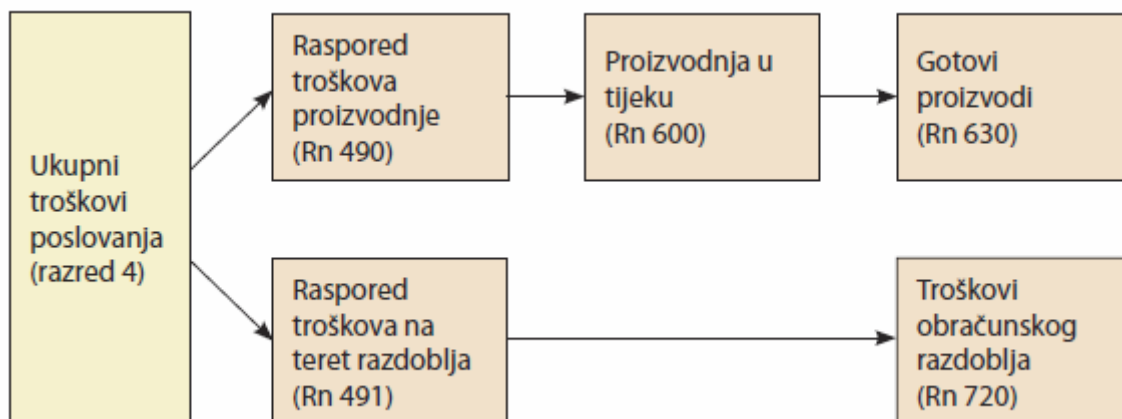 Ukupni
troškovi
poslovanja
(razred 4)
Raspored
troškova
proizvodnje
(Rn 490)
Proizvodnja u
tijeku
(Rn 600)
Gotovi
proizvodi
(Rn 630)
Raspored
troškova na
teret razdoblja
(Rn 491)
Troškovi
obračunskog
razdoblja
(Rn 720)